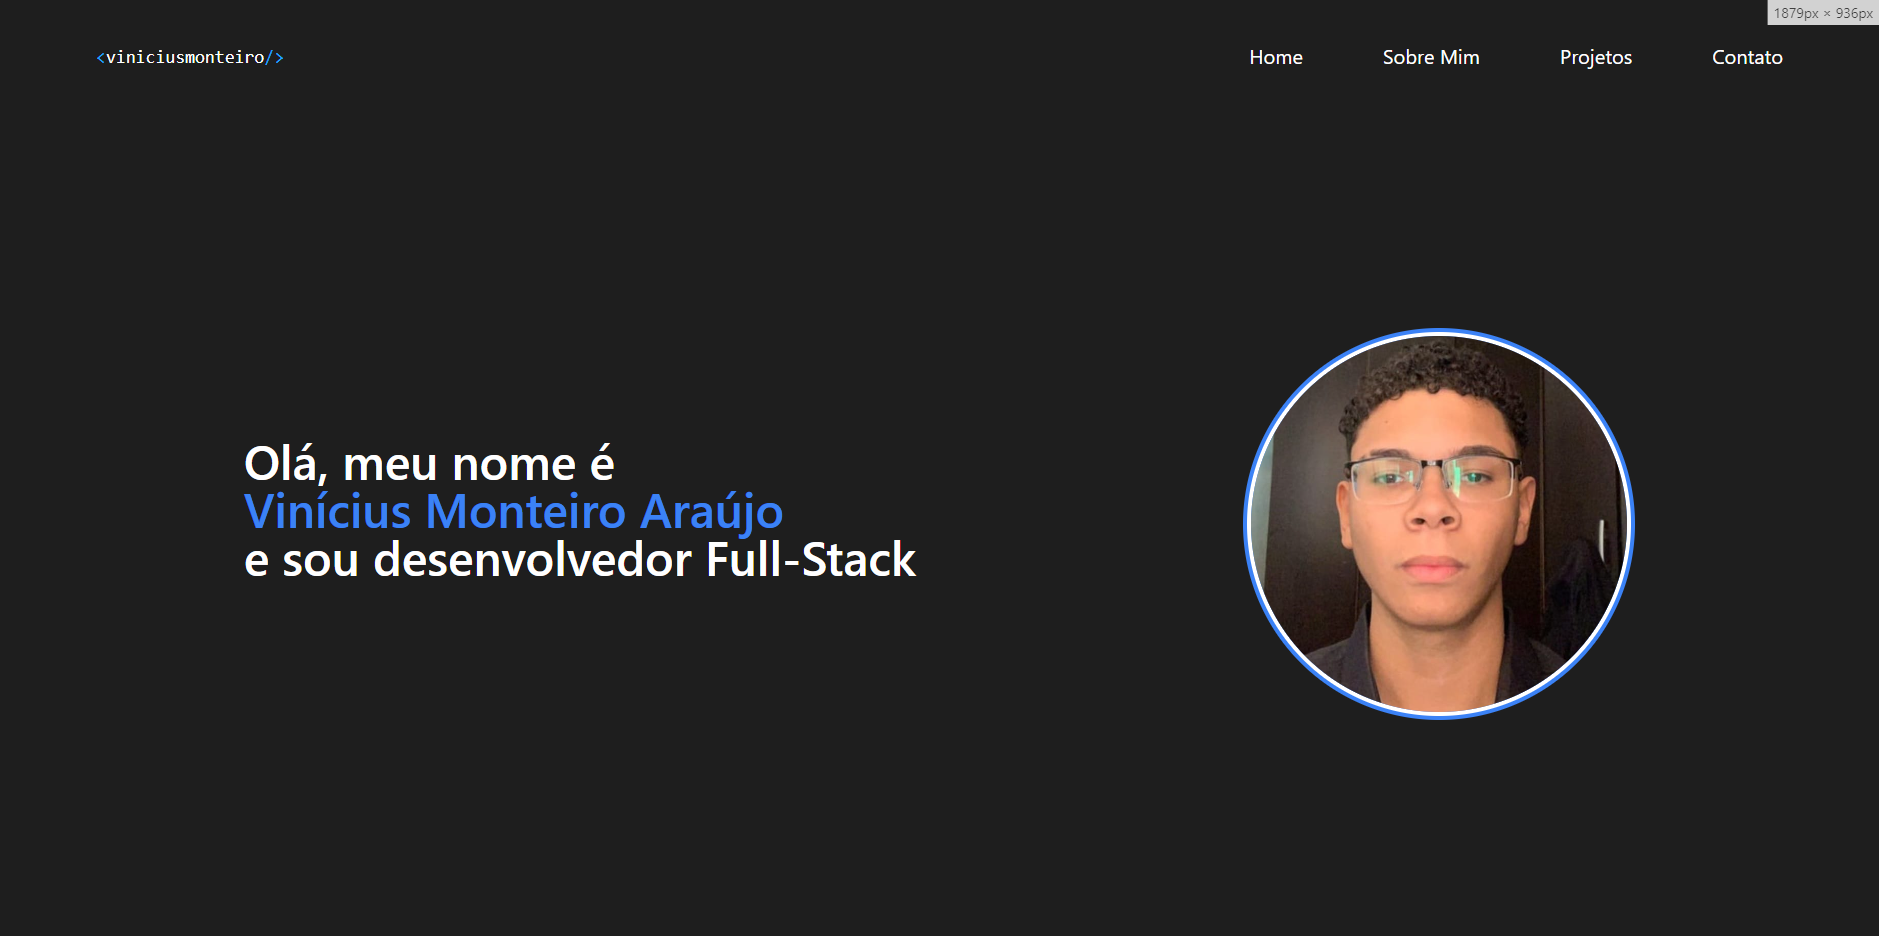 1879px × 936px
<viniciusmonteiro/>
Home Sobre Mim Projetos Contato
Olá, meu nome é
Vinícius Monteiro Araújo
e sou desenvolvedor Full-Stack